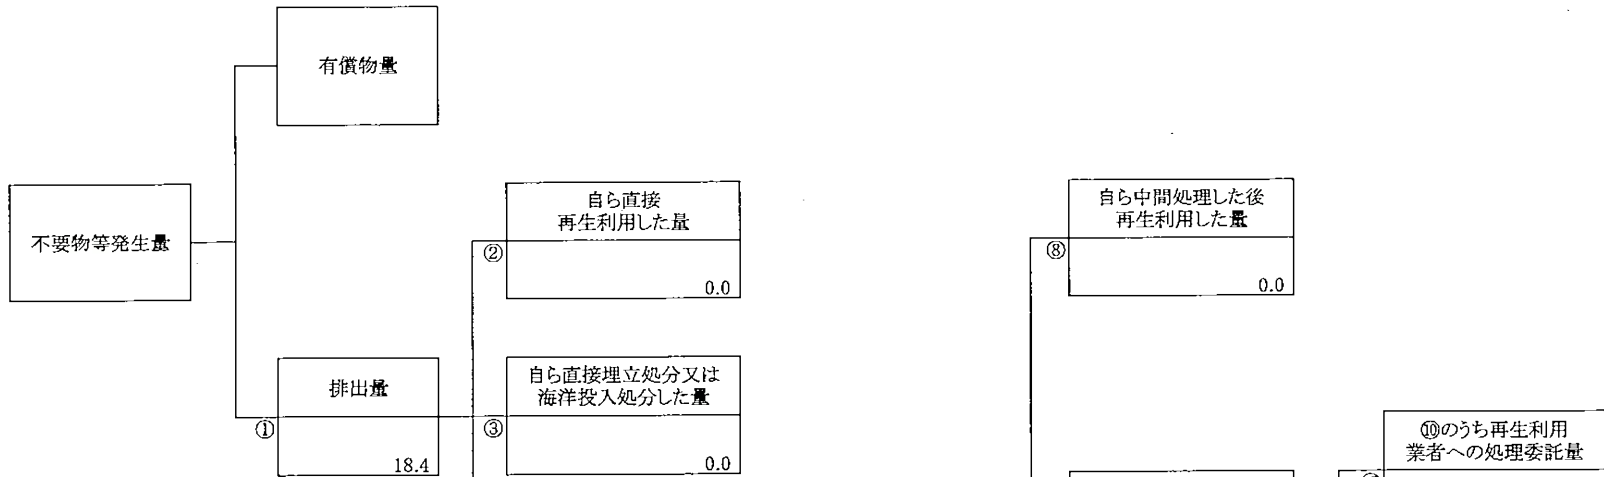 有償物量
不要物等発生量
自ら直接
再生利用した量
②
0.0
自ら中間処理した後
再生利用した量
⑧
0.0
排出量
①
18.4
自ら直接埋立処分又は
海洋投入処分した量
③
0.0
⑩のうち再生利用
業者への処理委託量